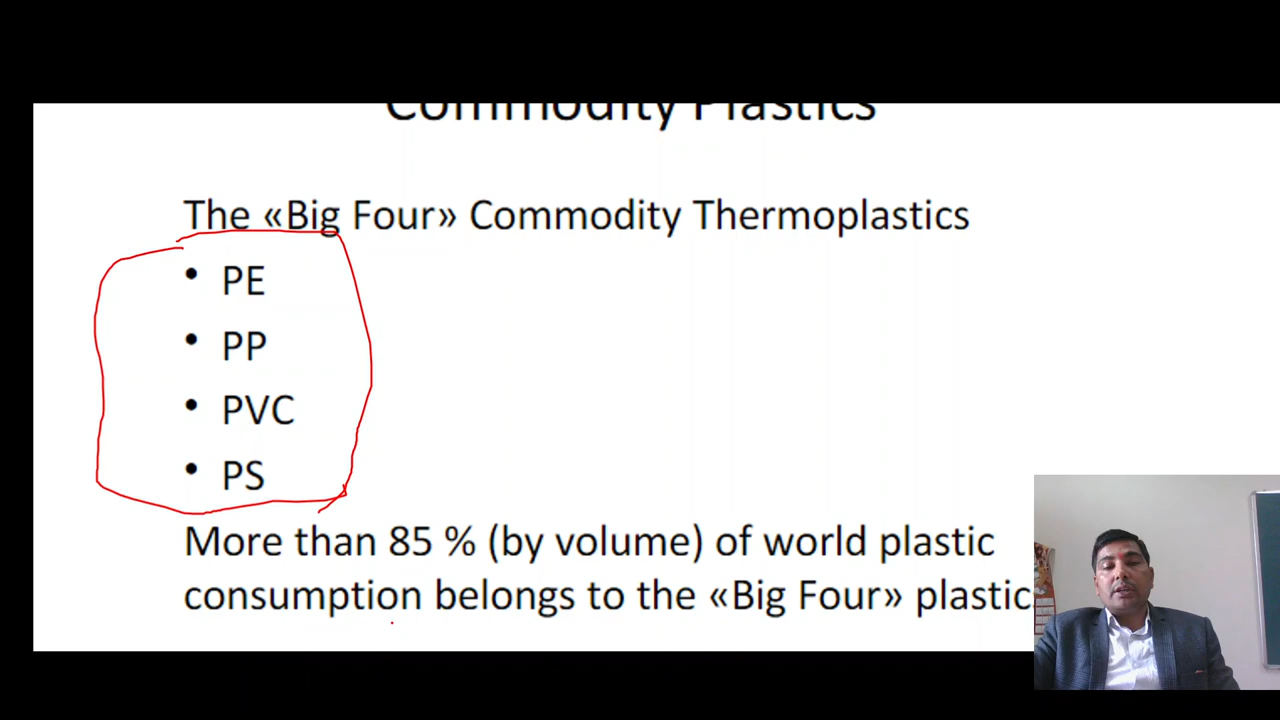 Commodity Plastics
The «Big Four» Commodity Thermoplastics
• PE
• PP
• PVC
• PS
More than 85 % (by volume) of world plastic
consumption belongs to the «Big Four» plastic